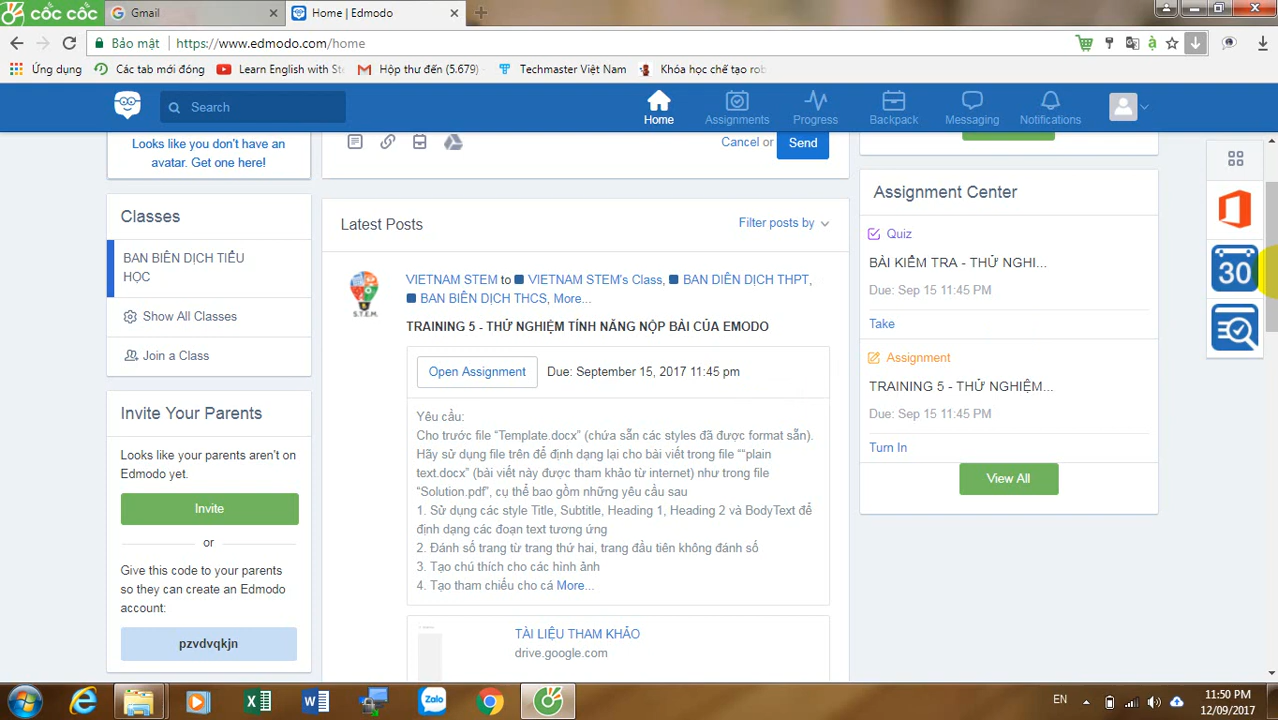 cốc cốc
Gmail
Home | Edmodo
Bảo mật
https://www.edmodo.com/home
Ứng dụng
Các tab mới đóng
Learn English with Ste
Hộp thư đến (5.679) -
Techmaster Việt Nam
Khóa học chế tạo rob
Search
Home
Assignments
Progress
Backpack
Messaging
Notifications
Looks like you don't have an
avatar. Get one here!
Classes
BAN BIÊN DỊCH TIỂU
HỌC
Show All Classes
Join a Class
Invite Your Parents
Looks like your parents aren't on
Edmodo yet.
Invite
or
Give this code to your parents
so they can create an Edmodo
account:
pzvdvqkjn
Cancel or
Send
Latest Posts
Filter posts by
VIETNAM STEM to VIETNAM STEM's Class, BAN DIÊN DỊCH THPT,
BAN BIÊN DỊCH THCS, More...
TRAINING 5 - THỬ NGHIỆM TÍNH NĂNG NỘP BÀI CỦA EMODO
Open Assignment
Due: September 15, 2017 11:45 pm
Yêu cầu:
Cho trước file “Template.docx” (chứa sẵn các styles đã được format sẵn).
Hãy sử dụng file trên để định dạng lại cho bài viết trong file ““plain
text.docx” (bài viết này được tham khảo từ internet) như trong file
“Solution.pdf”, cụ thể bao gồm những yêu cầu sau
1. Sử dụng các style Title, Subtitle, Heading 1, Heading 2 và BodyText để
định dạng các đoạn text tương ứng
2. Đánh số trang từ trang thứ hai, trang đầu tiên không đánh số
3. Tạo chú thích cho các hình ảnh
4. Tạo tham chiếu cho cá More...
TÀI LIỆU THAM KHẢO
drive.google.com
Assignment Center
Quiz
BÀI KIỂM TRA - THỬ NGHI...
Due: Sep 15 11:45 PM
Take
Assignment
TRAINING 5 - THỬ NGHIỆM...
Due: Sep 15 11:45 PM
Turn In
View All
30
Zalo
EN
11:50 PM
12/09/2017